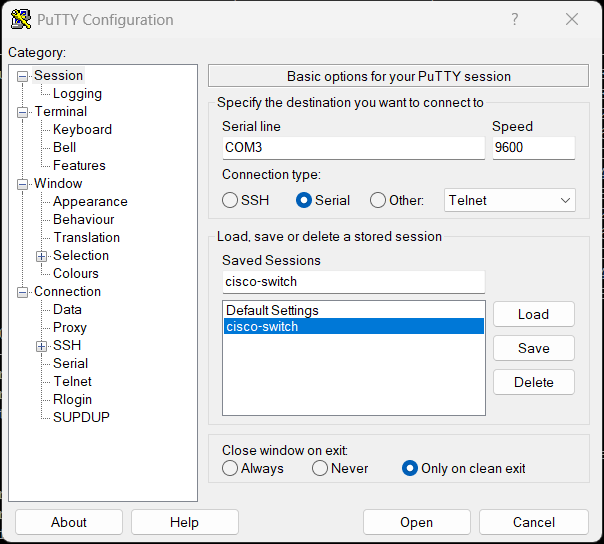 PuTTY Configuration
Category:
Session
Logging
Terminal
Keyboard
Bell
Features
Window
Appearance
Behaviour
Translation
Selection
Colours
Connection
Data
Proxy
SSH
Serial
Telnet
Rlogin
SUPDUP
Basic options for your PuTTY session
Specify the destination you want to connect to
Serial line Speed
COM3 9600
Connection type:
SSH Serial Other: Telnet
Load, save or delete a stored session
Saved Sessions
cisco-switch
Default Settings
cisco-switch
Load
Save
Delete
Close window on exit:
Always Never Only on clean exit
About Help Open Cancel